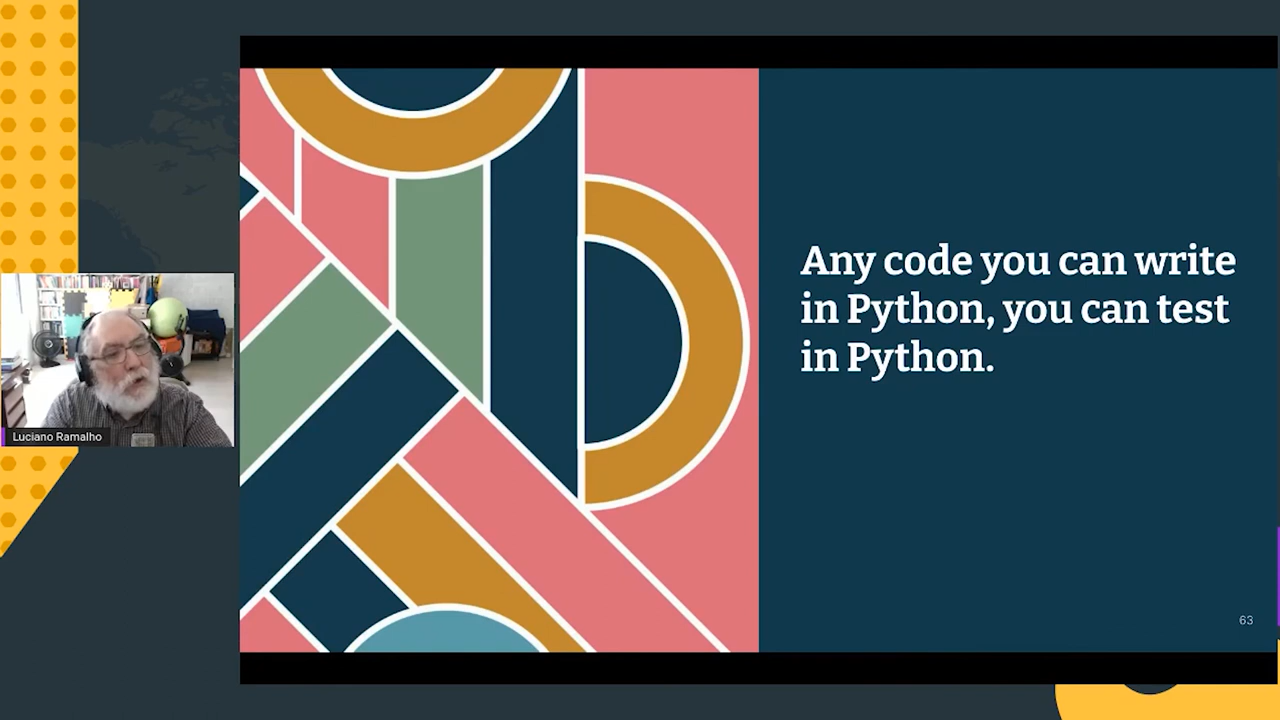 Any code you can write
in Python, you can test
in Python.
Luciano Ramalho
63